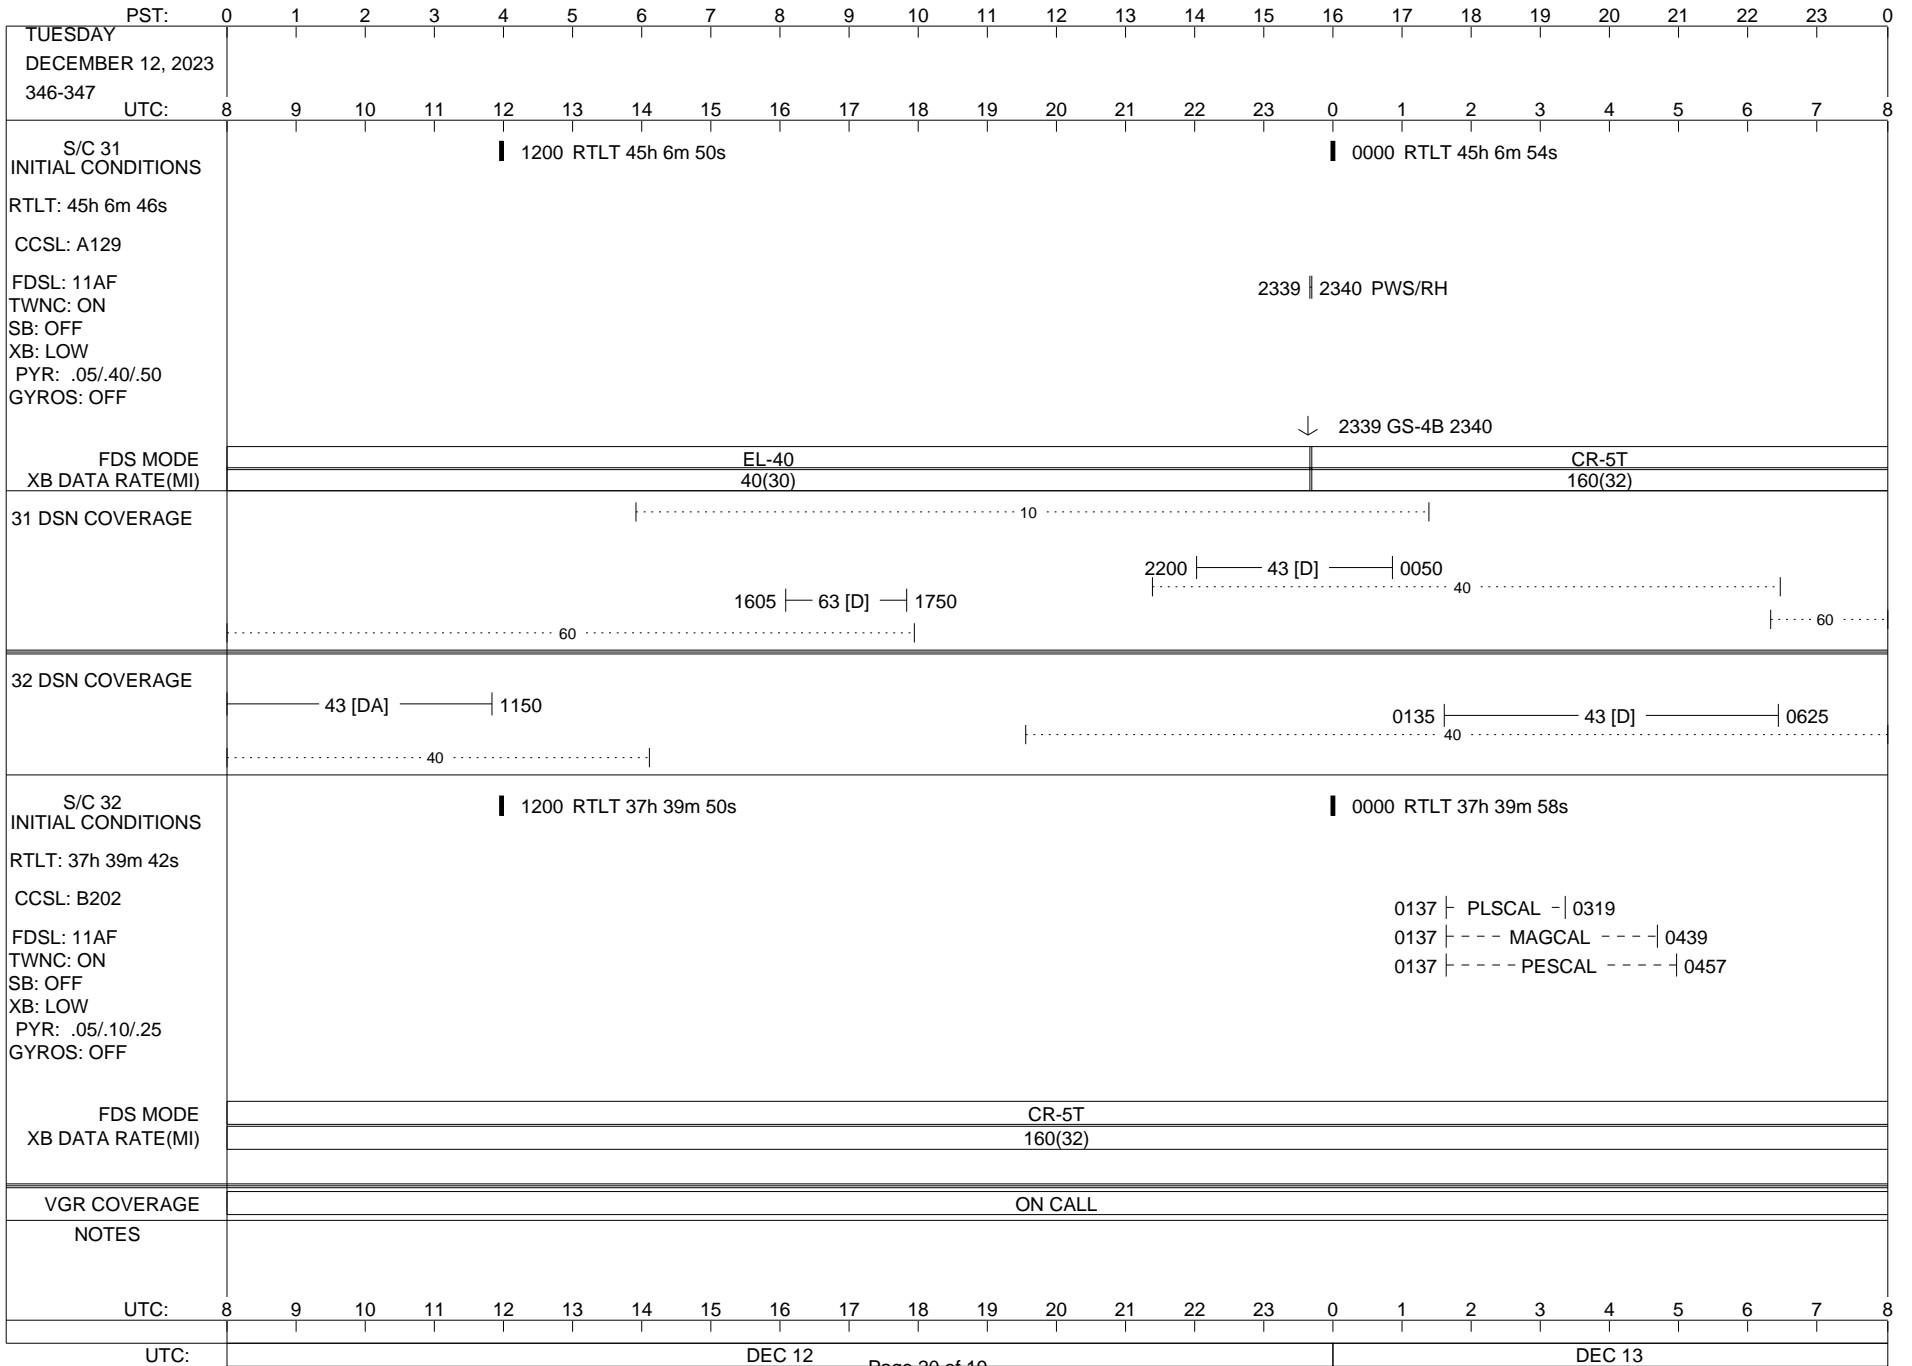 PST: 0 1 2 3 4 5 6 7 8 9 10 11 12 13 14 15 16 17 18 19 20 21 22 23 0
TUESDAY
DECEMBER 12, 2023
346-347
UTC: 8 9 10 11 12 13 14 15 16 17 18 19 20 21 22 23 0 1 2 3 4 5 6 7 8
S/C 31
INITIAL CONDITIONS
1200 RTLT 45h 6m 50s
0000 RTLT 45h 6m 54s
RTLT: 45h 6m 46s
CCSL: A129
FDSL: 11AF
2339 2340 PWS/RH
TWNC: ON
SB: OFF
XB: LOW
PYR: .05/.40/.50
GYROS: OFF
2339 GS-4B 2340
FDS MODE EL-40 CR-5T
XB DATA RATE(MI) 40(30) 160(32)
31 DSN COVERAGE
10
2200 43 [D] 0050
40
1605 63 [D] 1750
60
60
32 DSN COVERAGE
43 [DA] 1150
0135 43 [D] 0625
40
40
S/C 32
INITIAL CONDITIONS
1200 RTLT 37h 39m 50s
0000 RTLT 37h 39m 58s
RTLT: 37h 39m 42s
CCSL: B202
0137 PLSCAL 0319
FDSL: 11AF
0137 MAGCAL 0439
TWNC: ON
0137 PESCAL 0457
SB: OFF
XB: LOW
PYR: .05/.10/.25
GYROS: OFF
FDS MODE CR-5T
XB DATA RATE(MI) 160(32)
VGR COVERAGE ON CALL
NOTES
UTC: 8 9 10 11 12 13 14 15 16 17 18 19 20 21 22 23 0 1 2 3 4 5 6 7 8
UTC: DEC 12 DEC 13
Page 20 of 10